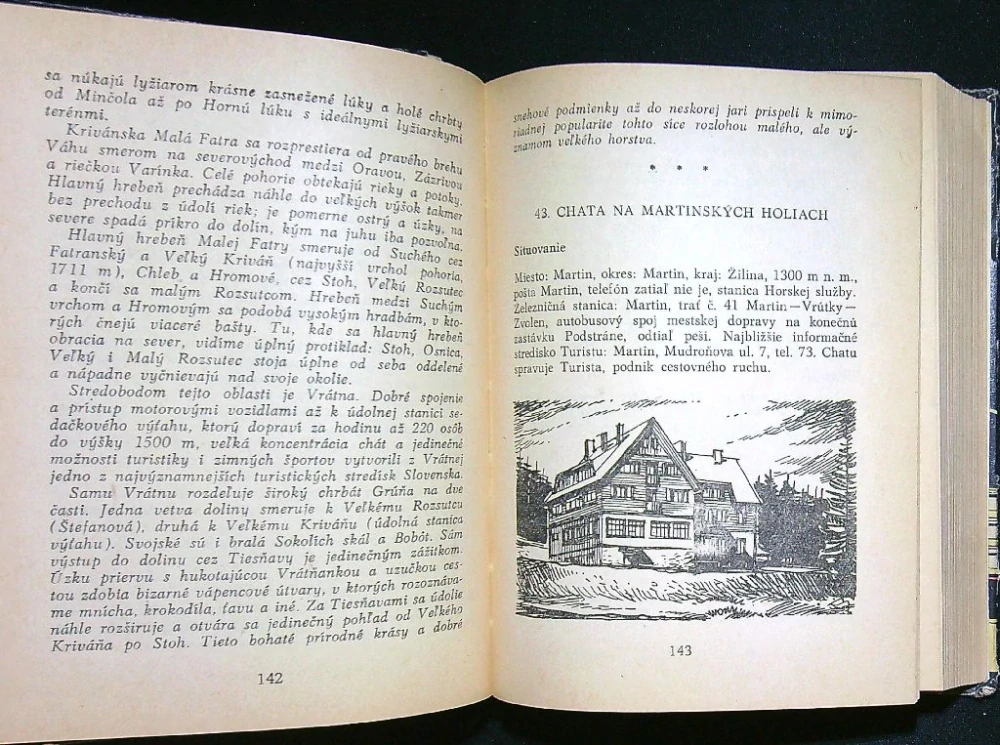 sa núkajú lyžiarom krásne zasnežené lúky a holé chrbty
od Minčola až po Hornú lúku s ideálnymi lyžiarskymi
terénmi.
Krivánska Malá Fatra sa rozprestiera od pravého brehu
Váhu smerom na severovýchod medzi Oravou, Zázrivou
a riečkou Varínka. Celé pohorie obtekajú rieky a potoky.
Hlavný hrebeň prechádza náhle do veľkých výšok takmer
bez prechodu z údolí riek; je pomerne ostrý a úzky, na
severe spadá príkro do dolín, kým na juhu iba pozvoľna.
Hlavný hrebeň Malej Fatry smeruje od Suchého cez
Fatranský a Veľký Kriváň (najvyšší vrchol pohoria,
1711 m), Chleb a Hromové, cez Stoh, Veľký Rozsutec
a končí sa malým Rozsutcom. Hrebeň medzi Suchým
vrchom a Hromovým sa podobá vysokým hradbám, v kto-
rých čnejú viaceré bašty. Tu, kde sa hlavný hrebeň
obracia na sever, vidíme úplný protiklad: Stoh, Osnica,
Veľký i Malý Rozsutec stoja úplne od seba oddelené
a nápadne vyčnievajú nad svoje okolie.
Stredobodom tejto oblasti je Vrátna. Dobré spojenie
a prístup motorovými vozidlami až k údolnej stanici se-
dačkového výťahu, ktorý dopraví za hodinu až 220 osôb
do výšky 1500 m, veľká koncentrácia chát a jedinečné
možnosti turistiky i zimných športov vytvorili z Vrátnej
jedno z najvýznamnejších turistických stredísk Slovenska.
Samu Vrátnu rozdeľuje široký chrbát Grúňa na dve
časti. Jedna vetva doliny smeruje k Veľkému Rozsutcu
(Štefanová), druhá k Veľkému Kriváňu (údolná stanica
výťahu). Svojské sú i bralá Sokolích skál a Bobôt. Sám
výstup do doliny cez Tiesňavy je jedinečným zážitkom.
Úzku priervu s hukotajúcou Vrátňankou a uzučkou ces-
tou zdobia bizarné vápencové útvary, v ktorých rozoznáva-
me mnícha, krokodíla, ťavu a iné. Za Tiesňavami sa údolie
náhle rozširuje a otvára sa jedinečný pohľad od Veľkého
Kriváňa po Stoh. Tieto bohaté prírodné krásy a dobré
142
snehové podmienky až do neskorej jari prispeli k mimo-
riadnej popularite tohto síce rozlohou malého, ale vý-
znamom veľkého horstva.
* * *
43. CHATA NA MARTINSKÝCH HOLIACH
Situovanie
Miesto: Martin, okres: Martin, kraj: Žilina, 1300 m n. m.,
pošta Martin, telefón zatiaľ nie je, stanica Horskej služby.
Železničná stanica: Martin, trať č. 41 Martin—Vrútky—
Zvolen, autobusový spoj mestskej dopravy na konečnú
zastávku Podstráne, odtiaľ peši. Najbližšie informačné
stredisko Turistu: Martin, Mudroňova ul. 7, tel. 73. Chatu
spravuje Turista, podnik cestovného ruchu.
143